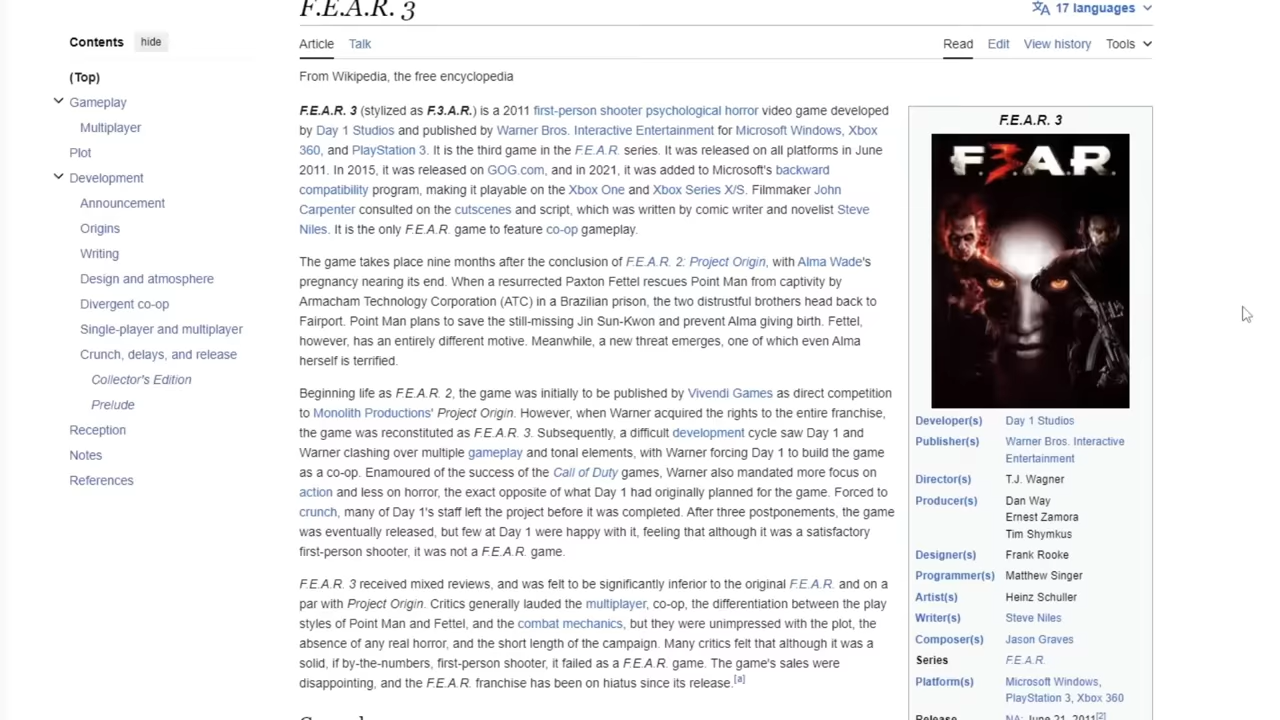 F.E.A.R. 3
17 languages
Contents hide
(Top)
Gameplay
Multiplayer
Plot
Development
Announcement
Origins
Writing
Design and atmosphere
Divergent co-op
Single-player and multiplayer
Crunch, delays, and release
Collector's Edition
Prelude
Reception
Notes
References
Article Talk
Read Edit View history Tools
From Wikipedia, the free encyclopedia
F.E.A.R. 3 (stylized as F.3.A.R.) is a 2011 first-person shooter psychological horror video game developed
by Day 1 Studios and published by Warner Bros. Interactive Entertainment for Microsoft Windows, Xbox
360, and PlayStation 3. It is the third game in the F.E.A.R. series. It was released on all platforms in June
2011. In 2015, it was released on GOG.com, and in 2021, it was added to Microsoft's backward
compatibility program, making it playable on the Xbox One and Xbox Series X/S. Filmmaker John
Carpenter consulted on the cutscenes and script, which was written by comic writer and novelist Steve
Niles. It is the only F.E.A.R. game to feature co-op gameplay.
The game takes place nine months after the conclusion of F.E.A.R. 2: Project Origin, with Alma Wade's
pregnancy nearing its end. When a resurrected Paxton Fettel rescues Point Man from captivity by
Armacham Technology Corporation (ATC) in a Brazilian prison, the two distrustful brothers head back to
Fairport. Point Man plans to save the still-missing Jin Sun-Kwon and prevent Alma giving birth. Fettel,
however, has an entirely different motive. Meanwhile, a new threat emerges, one of which even Alma
herself is terrified.
Beginning life as F.E.A.R. 2, the game was initially to be published by Vivendi Games as direct competition
to Monolith Productions' Project Origin. However, when Warner acquired the rights to the entire franchise,
the game was reconstituted as F.E.A.R. 3. Subsequently, a difficult development cycle saw Day 1 and
Warner clashing over multiple gameplay and tonal elements, with Warner forcing Day 1 to build the game
as a co-op. Enamoured of the success of the Call of Duty games, Warner also mandated more focus on
action and less on horror, the exact opposite of what Day 1 had originally planned for the game. Forced to
crunch, many of Day 1's staff left the project before it was completed. After three postponements, the game
was eventually released, but few at Day 1 were happy with it, feeling that although it was a satisfactory
first-person shooter, it was not a F.E.A.R. game.
F.E.A.R. 3 received mixed reviews, and was felt to be significantly inferior to the original F.E.A.R. and on a
par with Project Origin. Critics generally lauded the multiplayer, co-op, the differentiation between the play
styles of Point Man and Fettel, and the combat mechanics, but they were unimpressed with the plot, the
absence of any real horror, and the short length of the campaign. Many critics felt that although it was a
solid, if by-the-numbers, first-person shooter, it failed as a F.E.A.R. game. The game's sales were
disappointing, and the F.E.A.R. franchise has been on hiatus since its release.[a]
F.E.A.R. 3
F.3.A.R.
Developer(s) Day 1 Studios
Publisher(s) Warner Bros. Interactive
Entertainment
Director(s) T.J. Wagner
Producer(s) Dan Way
Ernest Zamora
Tim Shymkus
Designer(s) Frank Rooke
Programmer(s) Matthew Singer
Artist(s) Heinz Schuller
Writer(s) Steve Niles
Composer(s) Jason Graves
Series F.E.A.R.
Platform(s) Microsoft Windows,
PlayStation 3, Xbox 360
Release NA: June 21, 2011[2]